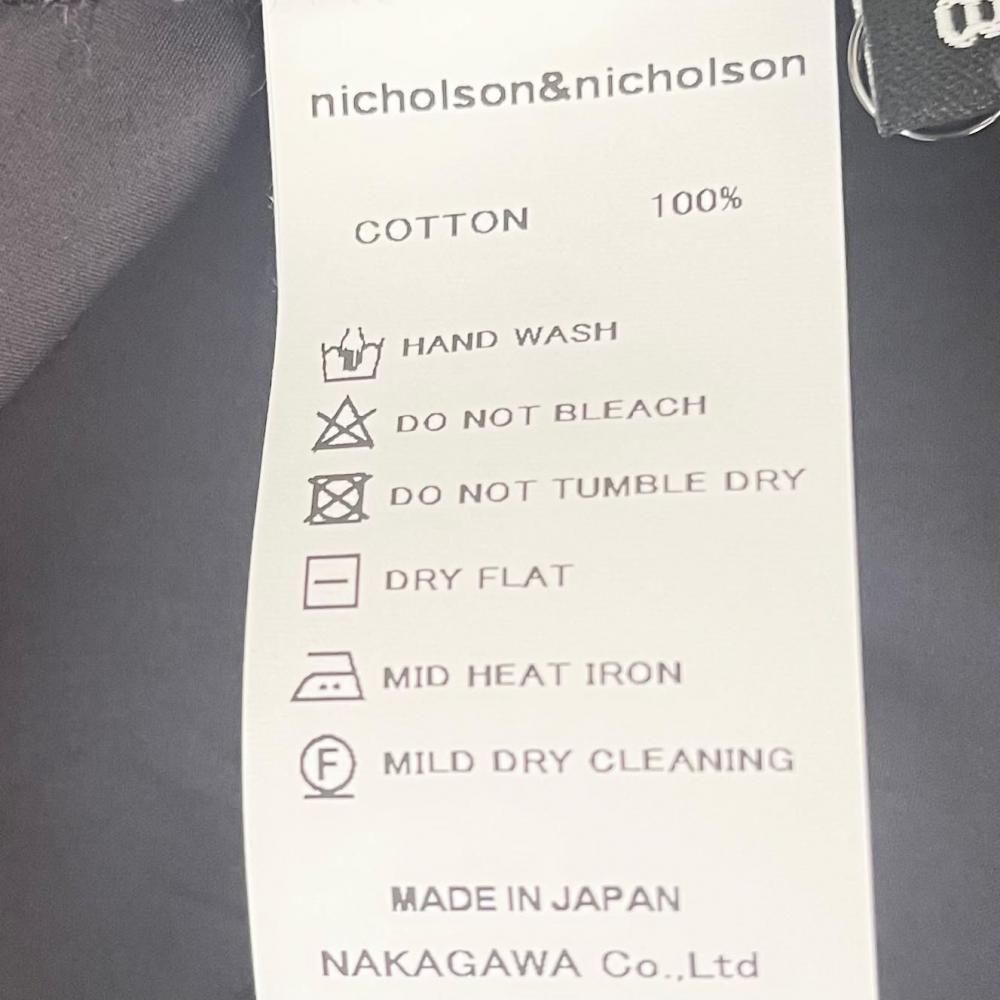 nicholson&nicholson
COTTON 100%
HAND WASH
DO NOT BLEACH
DO NOT TUMBLE DRY
DRY FLAT
MID HEAT IRON
F MILD DRY CLEANING
MADE IN JAPAN
NAKAGAWA Co.,Ltd